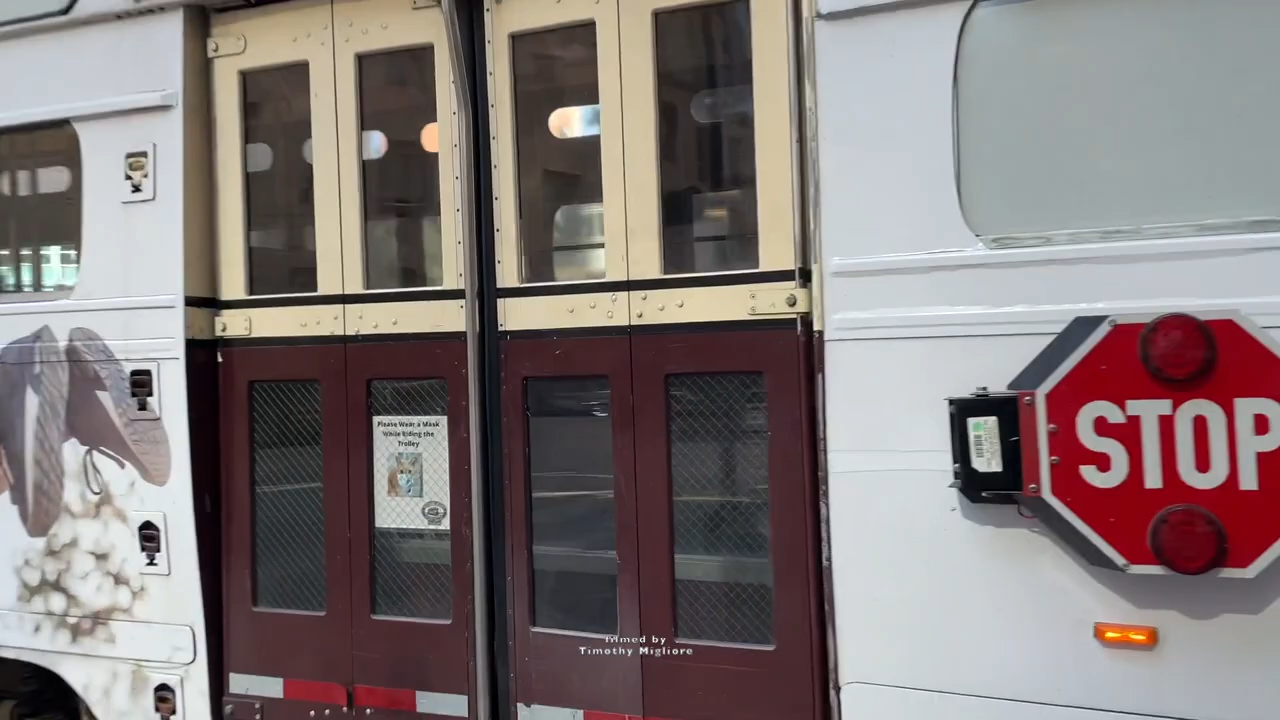 Please Wear a Mask
While Riding the
Trolley
STOP
filmed by
Timothy Migliore